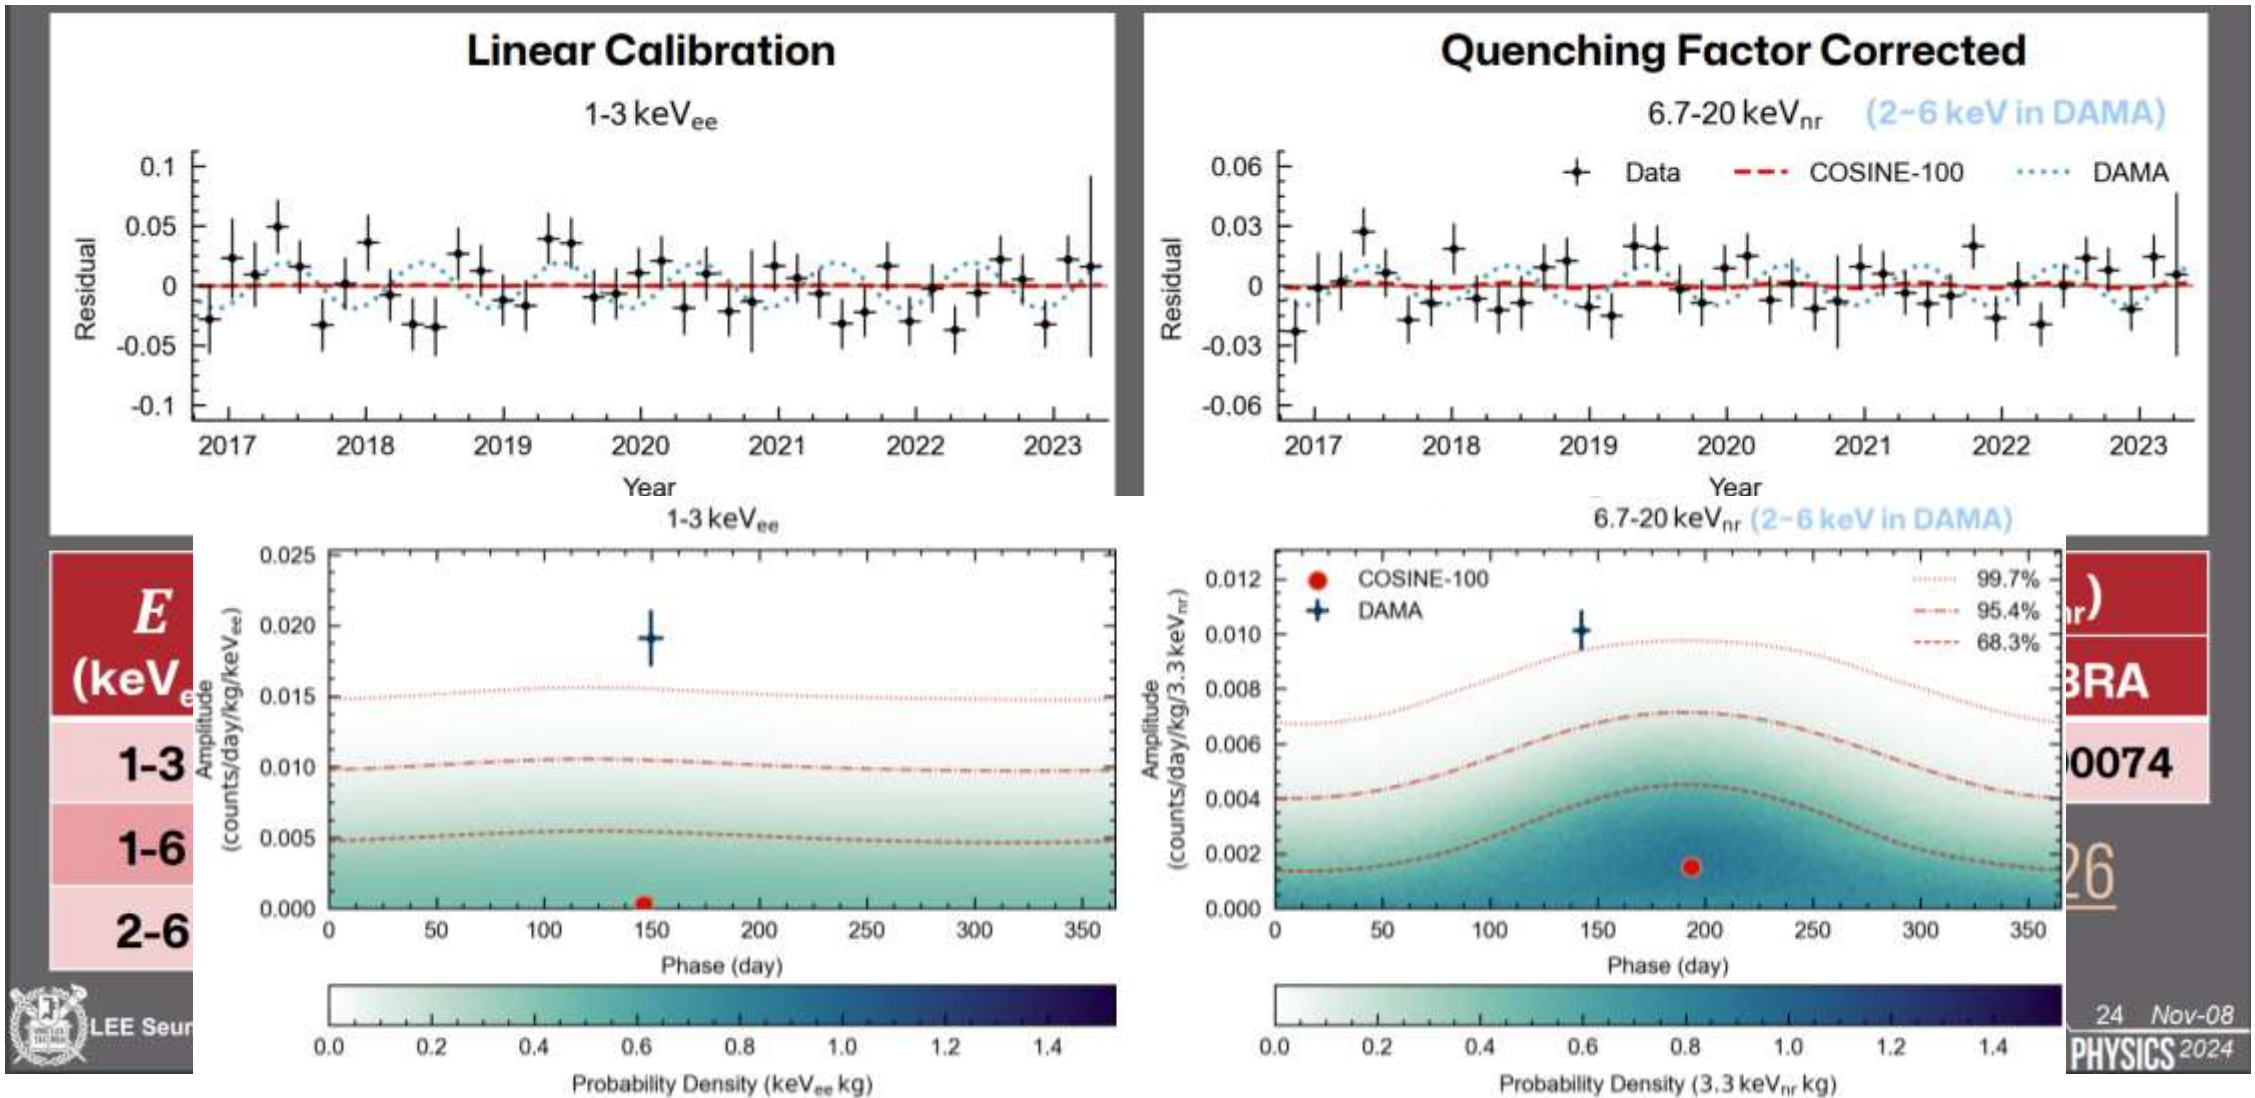 Linear Calibration
1-3 keVee
0.1
0.05
0
-0.05
-0.1
Residual
2017 2018 2019 2020 2021 2022 2023
Year
Quenching Factor Corrected
6.7-20 keVnr (2~6 keV in DAMA)
Data COSINE-100 DAMA
0.06
0.03
0
-0.03
-0.06
Residual
2017 2018 2019 2020 2021 2022 2023
Year
E
(keVe
1-3
1-6
2-6
1-3 keVee
0.025
0.020
0.015
0.010
0.005
0.000
Amplitude
(counts/day/kg/keVee)
0 50 100 150 200 250 300 350
Phase (day)
0.0 0.2 0.4 0.6 0.8 1.0 1.2 1.4
Probability Density (keVee kg)
6.7-20 keVnr (2~6 keV in DAMA)
COSINE-100
DAMA
99.7%
95.4%
68.3%
0.012
0.010
0.008
0.006
0.004
0.002
0.000
Amplitude
(counts/day/kg/3.3 keVnr)
0 50 100 150 200 250 300 350
Phase (day)
0.0 0.2 0.4 0.6 0.8 1.0 1.2 1.4
Probability Density (3.3 keVnr kg)
nr)
BRA
00074
26
LEE Seun
24 Nov-08
PHYSICS 2024